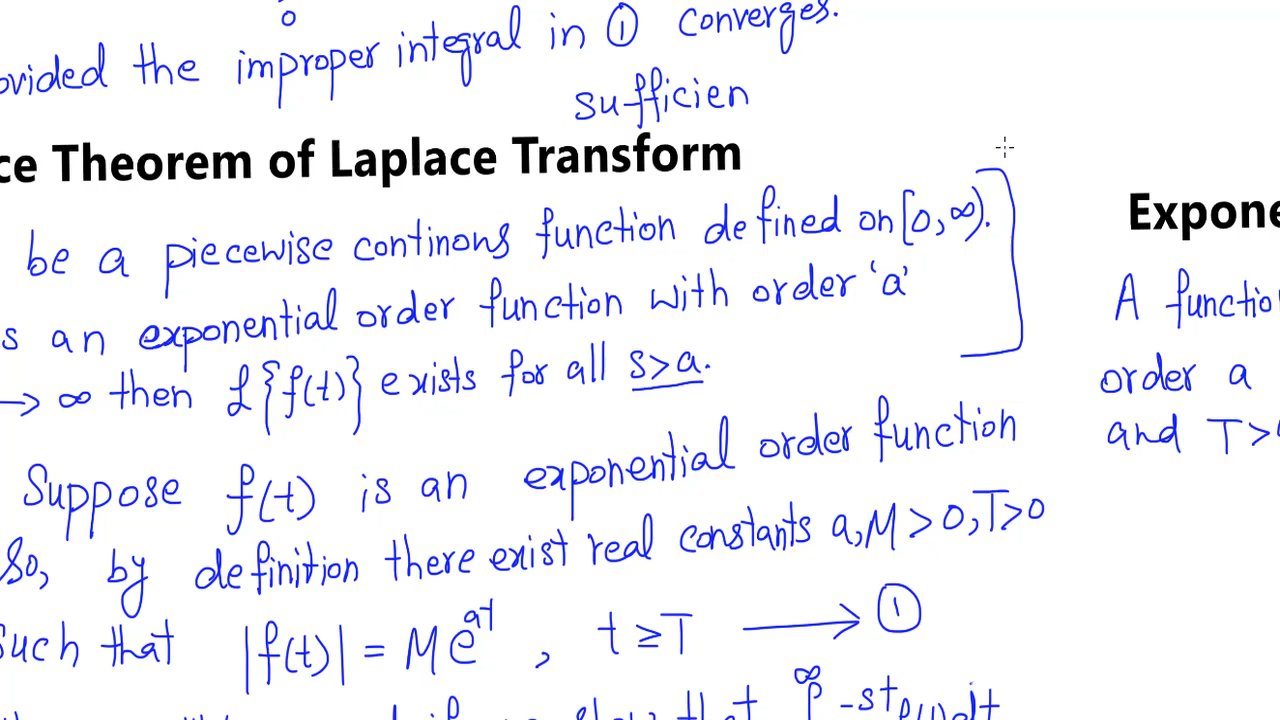 ovided the improper integral in ① converges.
sufficien
ce Theorem of Laplace Transform
be a piecewise continous function defined on [0, ∞).
s an exponential order function with order 'a'
→ ∞ then ℒ{f(t)} exists for all s>a.
Suppose f(t) is an exponential order function
So, by definition there exist real constants a, M > 0, T > 0
Such that |f(t)| = M e^{at} , t ≥ T → ①
Expone
A functio
order a
and T >